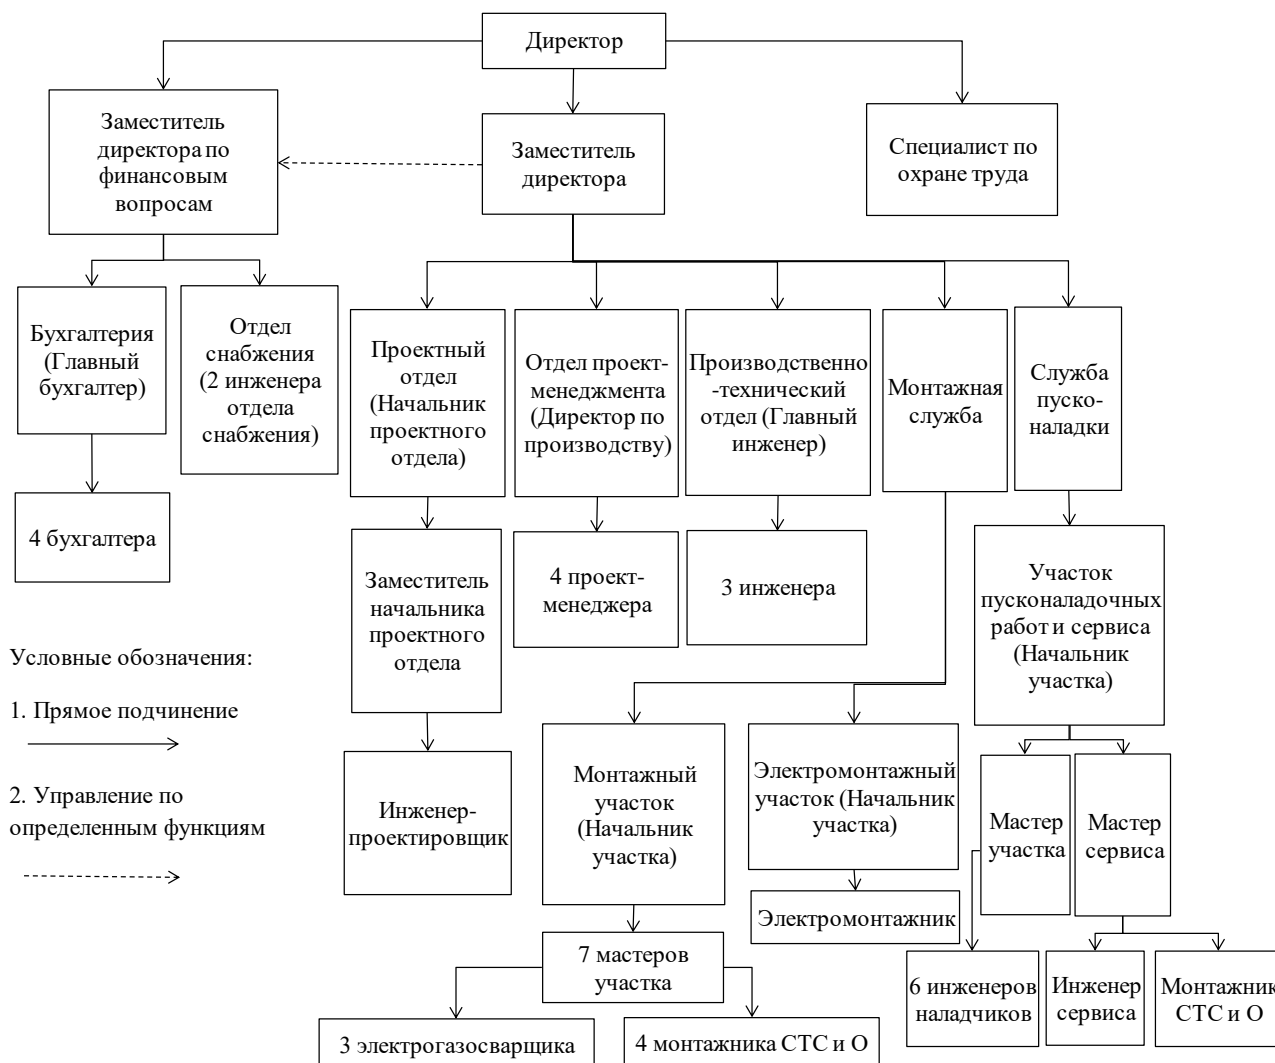 Директор
Заместитель
директора по
финансовым
вопросам
Заместитель
директора
Специалист по
охране труда
Бухгалтерия
(Главный
бухгалтер)
Отдел
снабжения
(2 инженера
отдела
снабжения)
Проектный
отдел
(Начальник
проектного
отдела)
Отдел проект-
менеджмента
(Директор по
производству)
Производственно
-технический
отдел (Главный
инженер)
Монтажная
служба
Служба
пуско-
наладки
4 бухгалтера
Заместитель
начальника
проектного
отдела
4 проект-
менеджера
3 инженера
Участок
пусконаладочных
работ и сервиса
(Начальник
участка)
Условные обозначения:
1. Прямое подчинение
2. Управление по
определенным функциям
Инженер-
проектировщик
Монтажный
участок
(Начальник
участка)
Электромонтажный
участок (Начальник
участка)
Мастер
участка
Мастер
сервиса
Электромонтажник
7 мастеров
участка
6 инженеров
наладчиков
Инженер
сервиса
Монтажник
СТС и О
3 электрогазосварщика
4 монтажника СТС и О